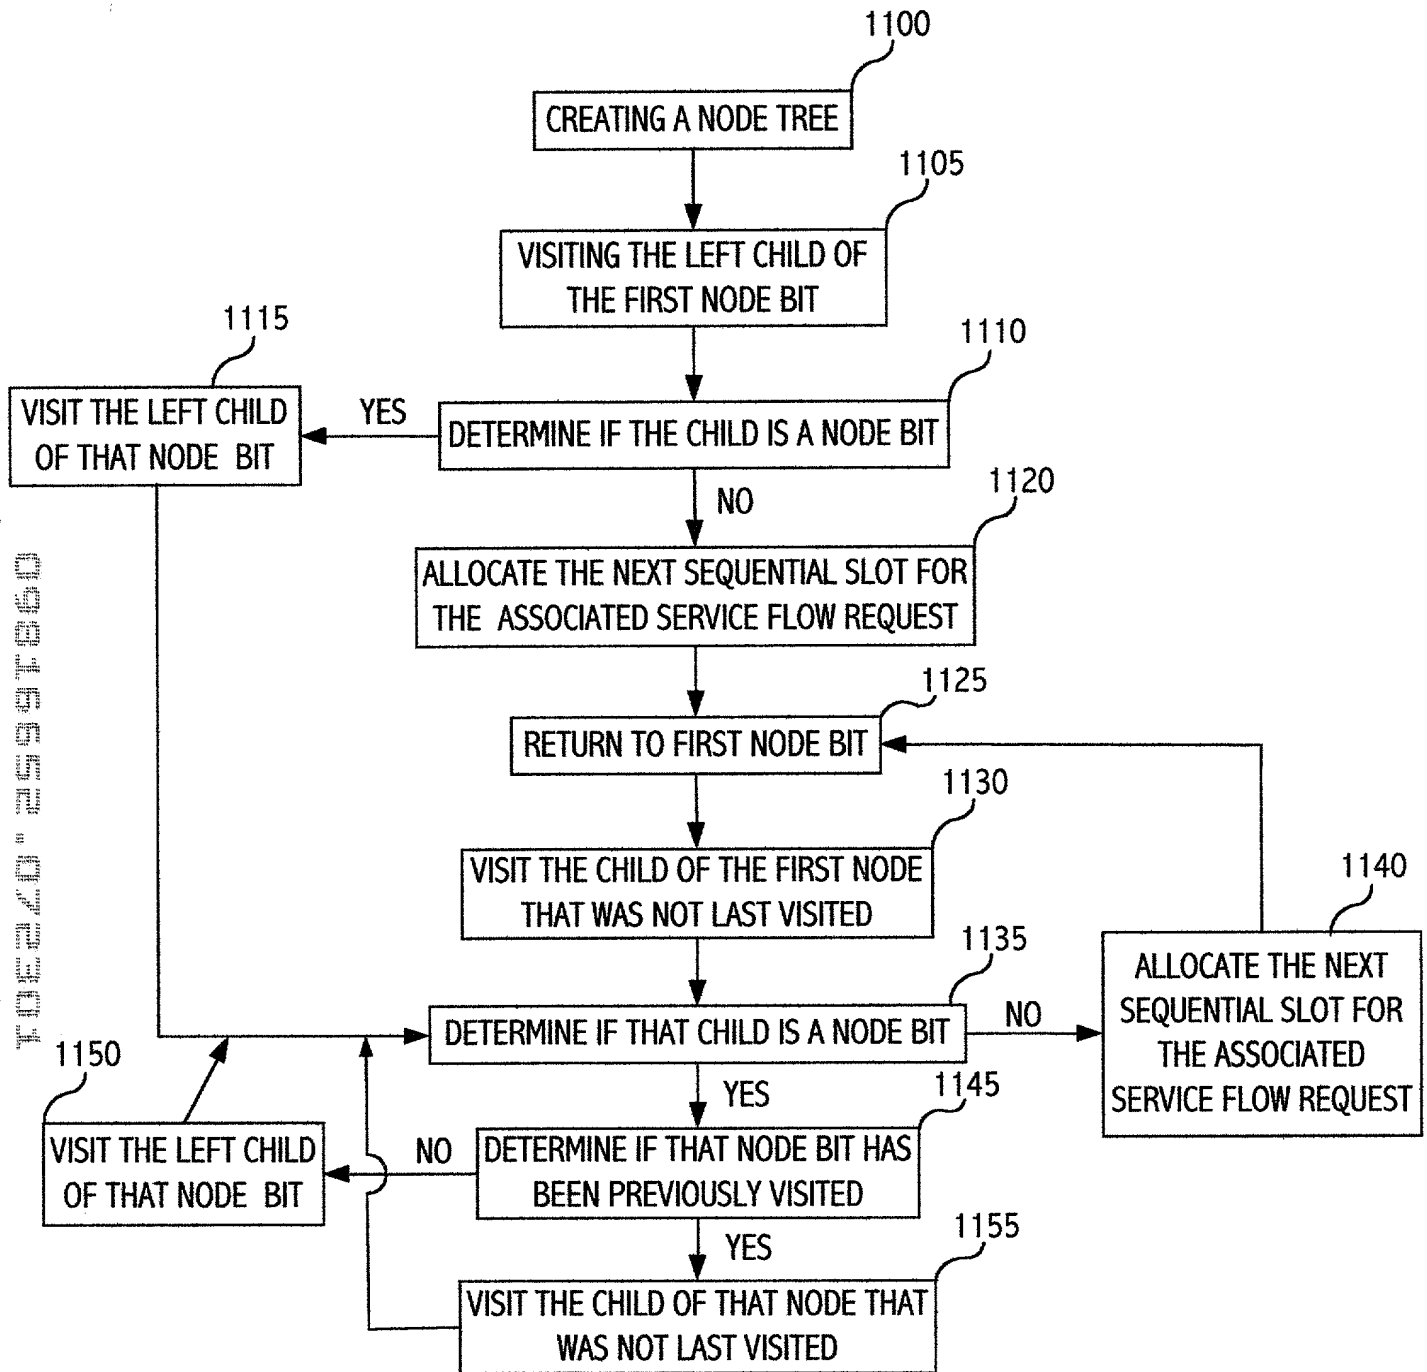 1100
CREATING A NODE TREE
1105
VISITING THE LEFT CHILD OF
THE FIRST NODE BIT
1115
1110
VISIT THE LEFT CHILD
OF THAT NODE BIT
YES
DETERMINE IF THE CHILD IS A NODE BIT
NO
1120
ALLOCATE THE NEXT SEQUENTIAL SLOT FOR
THE ASSOCIATED SERVICE FLOW REQUEST
1125
RETURN TO FIRST NODE BIT
1130
VISIT THE CHILD OF THE FIRST NODE
THAT WAS NOT LAST VISITED
1135
DETERMINE IF THAT CHILD IS A NODE BIT
NO
1140
ALLOCATE THE NEXT
SEQUENTIAL SLOT FOR
THE ASSOCIATED
SERVICE FLOW REQUEST
YES
1145
DETERMINE IF THAT NODE BIT HAS
BEEN PREVIOUSLY VISITED
NO
1150
VISIT THE LEFT CHILD
OF THAT NODE BIT
YES
1155
VISIT THE CHILD OF THAT NODE THAT
WAS NOT LAST VISITED